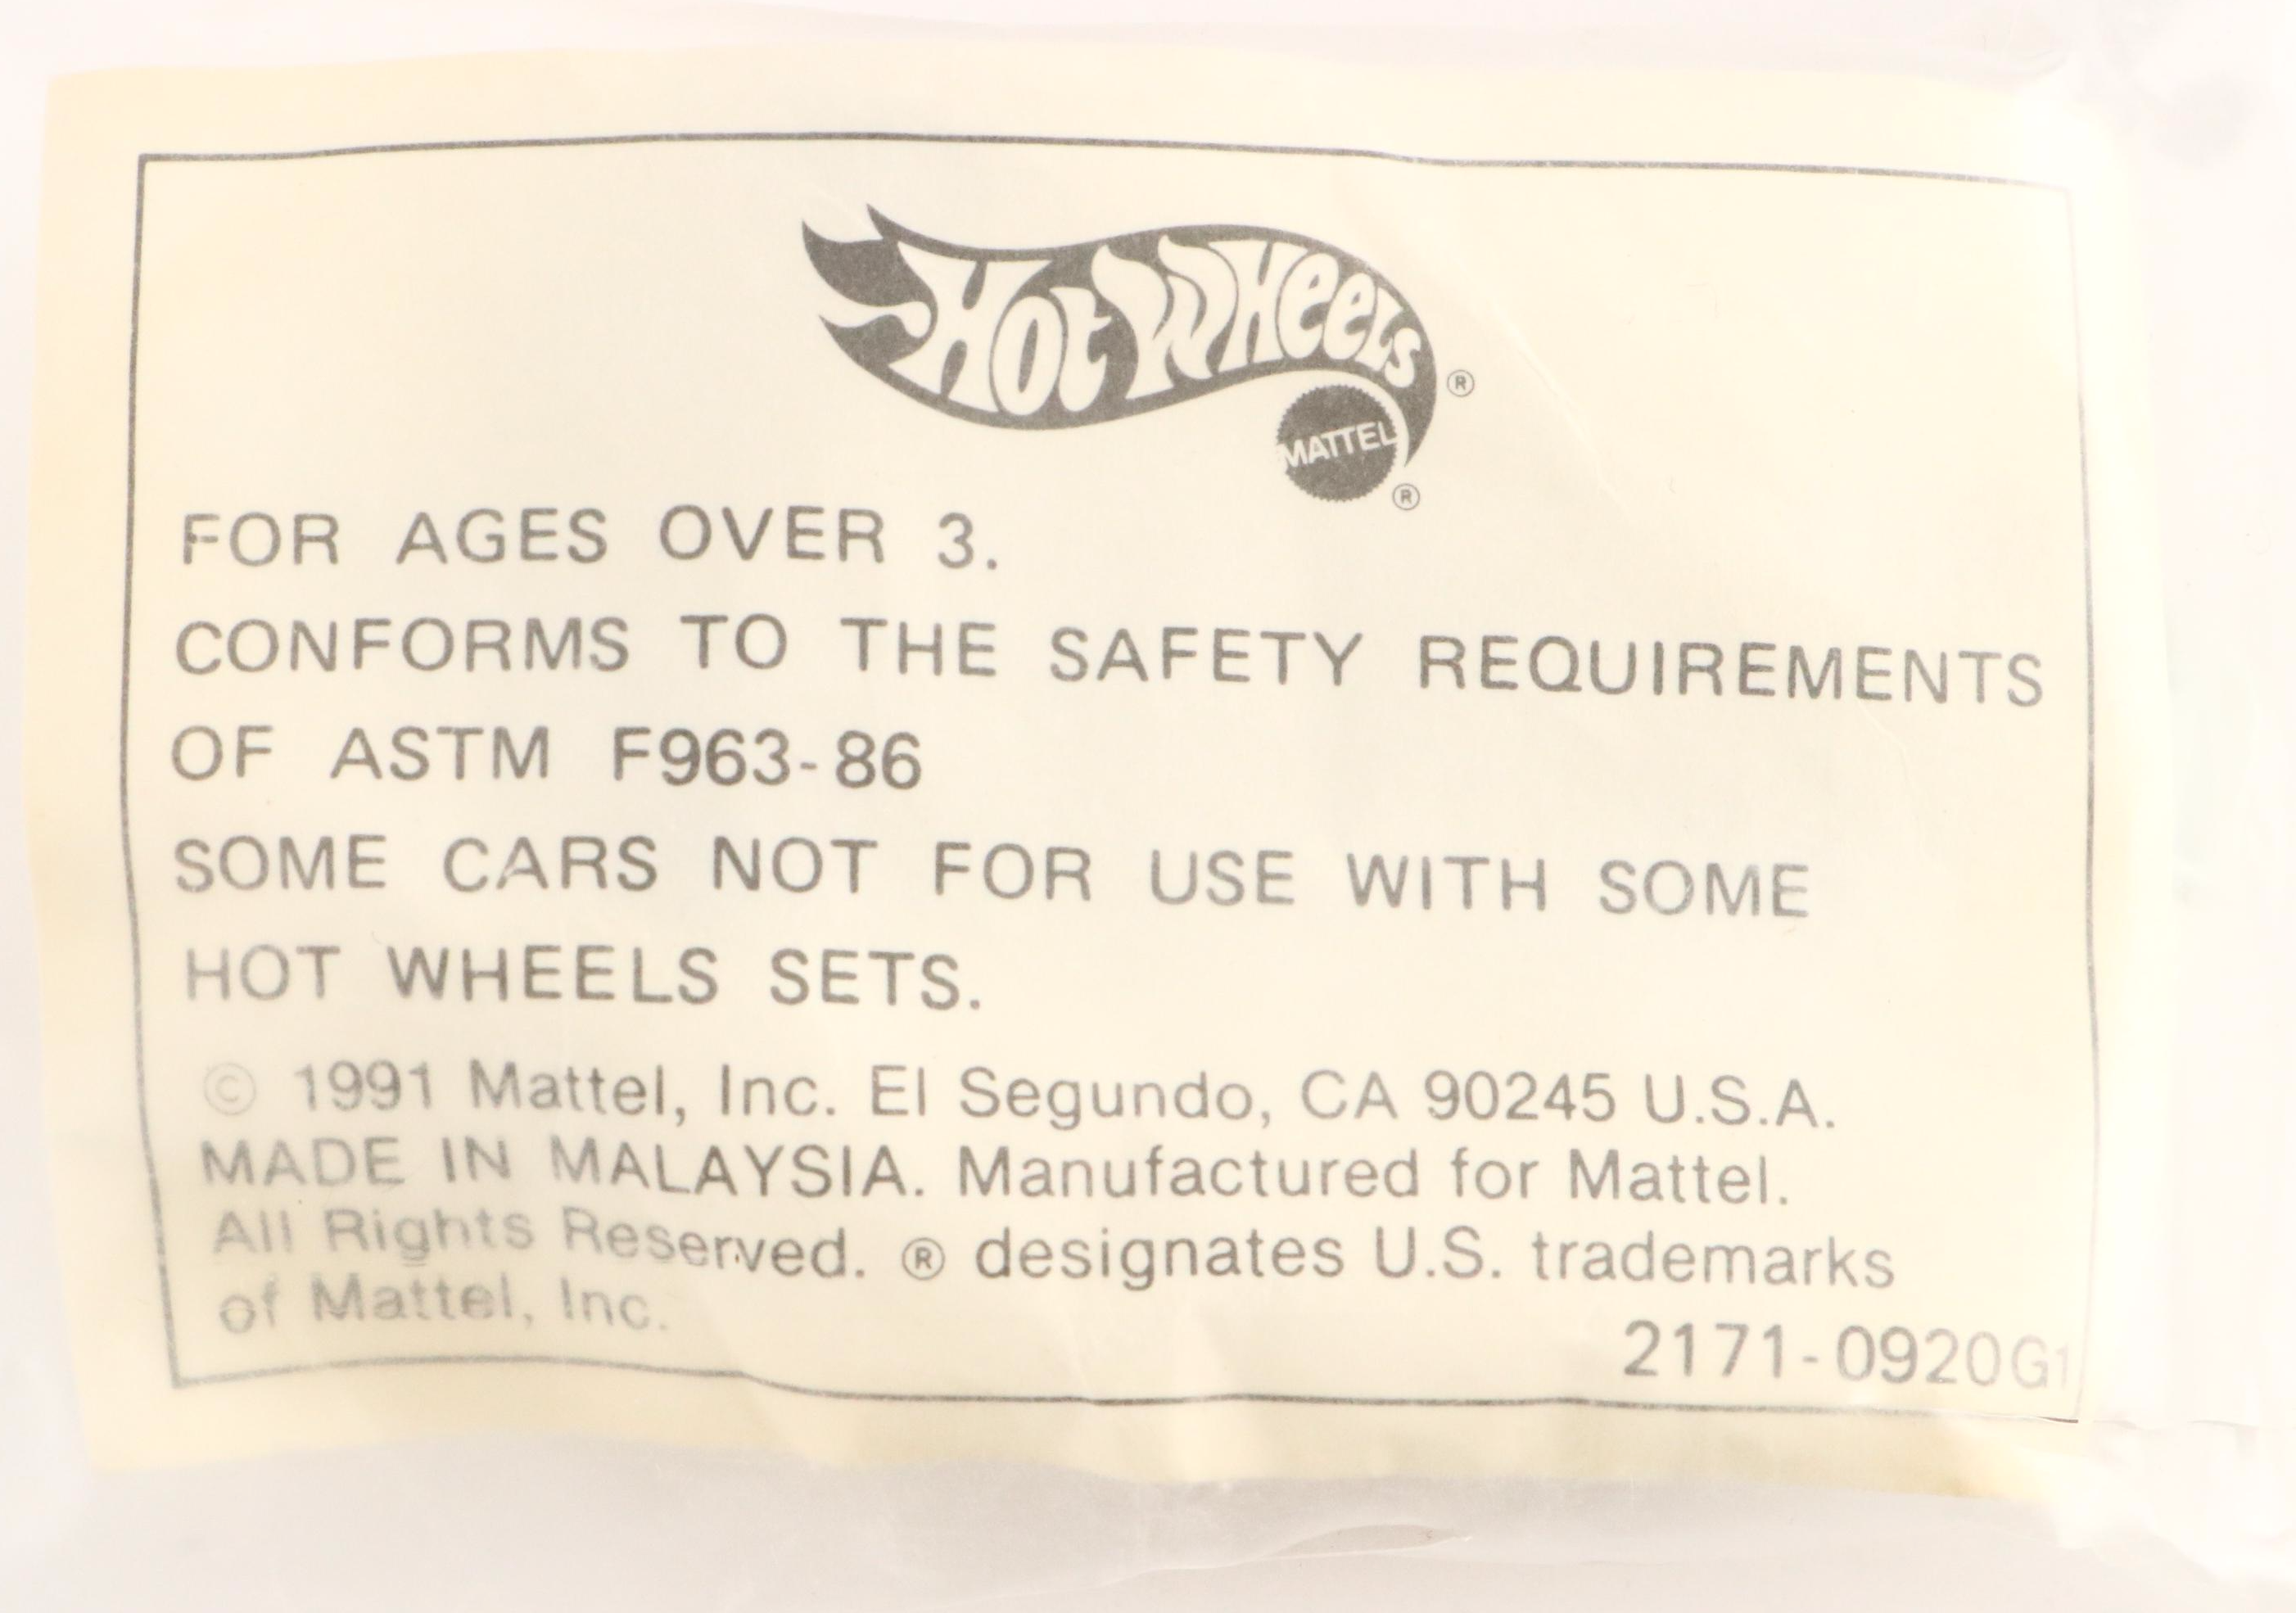 Hot Wheels ®
MATTEL ®
FOR AGES OVER 3.
CONFORMS TO THE SAFETY REQUIREMENTS
OF ASTM F963-86
SOME CARS NOT FOR USE WITH SOME
HOT WHEELS SETS.
© 1991 Mattel, Inc. El Segundo, CA 90245 U.S.A.
MADE IN MALAYSIA. Manufactured for Mattel.
All Rights Reserved. ® designates U.S. trademarks
of Mattel, Inc.
2171-0920G1